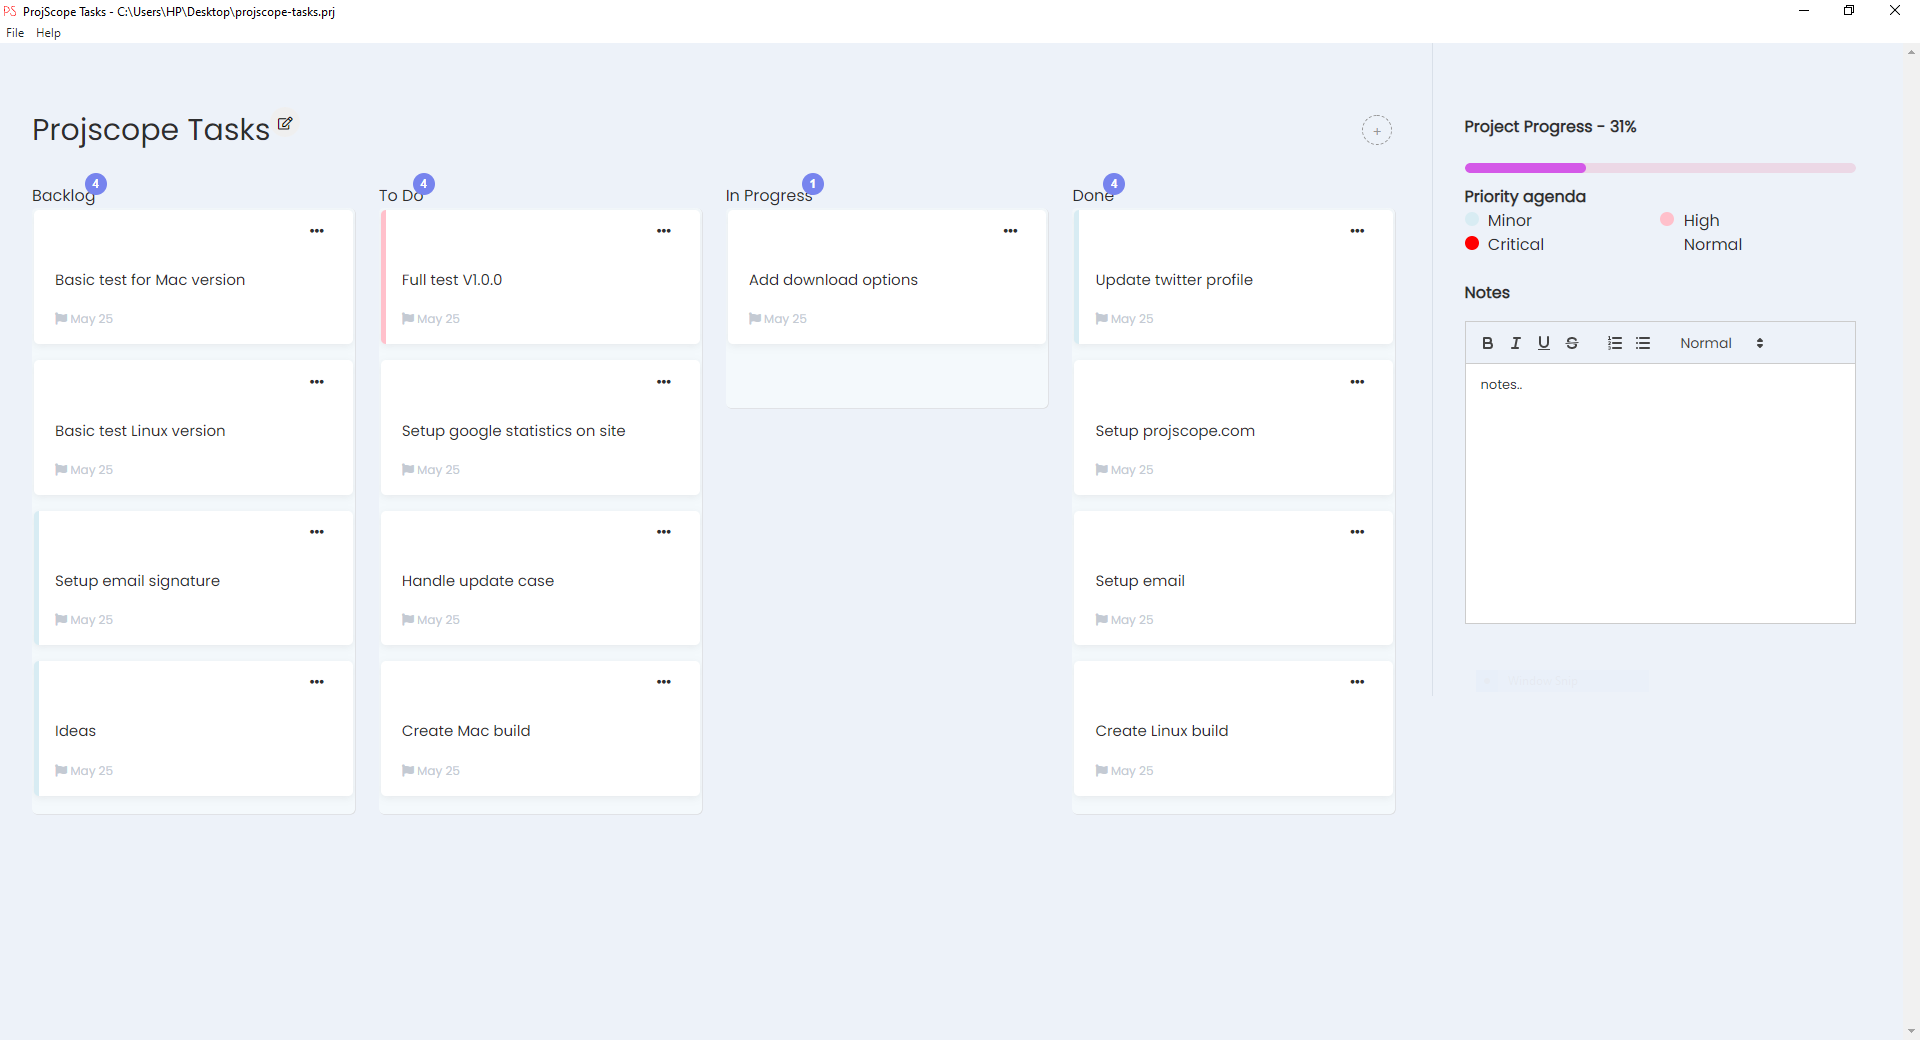 PS ProjScope Tasks - C:\Users\HP\Desktop\projscope-tasks.prj
File Help
Projscope Tasks
+
Backlog 4
Basic test for Mac version
May 25
Basic test Linux version
May 25
Setup email signature
May 25
Ideas
May 25
To Do 4
Full test V1.0.0
May 25
Setup google statistics on site
May 25
Handle update case
May 25
Create Mac build
May 25
In Progress 1
Add download options
May 25
Done 4
Update twitter profile
May 25
Setup projscope.com
May 25
Setup email
May 25
Create Linux build
May 25
Project Progress - 31%
Priority agenda
Minor High
Critical Normal
Notes
B I U S Normal
notes..